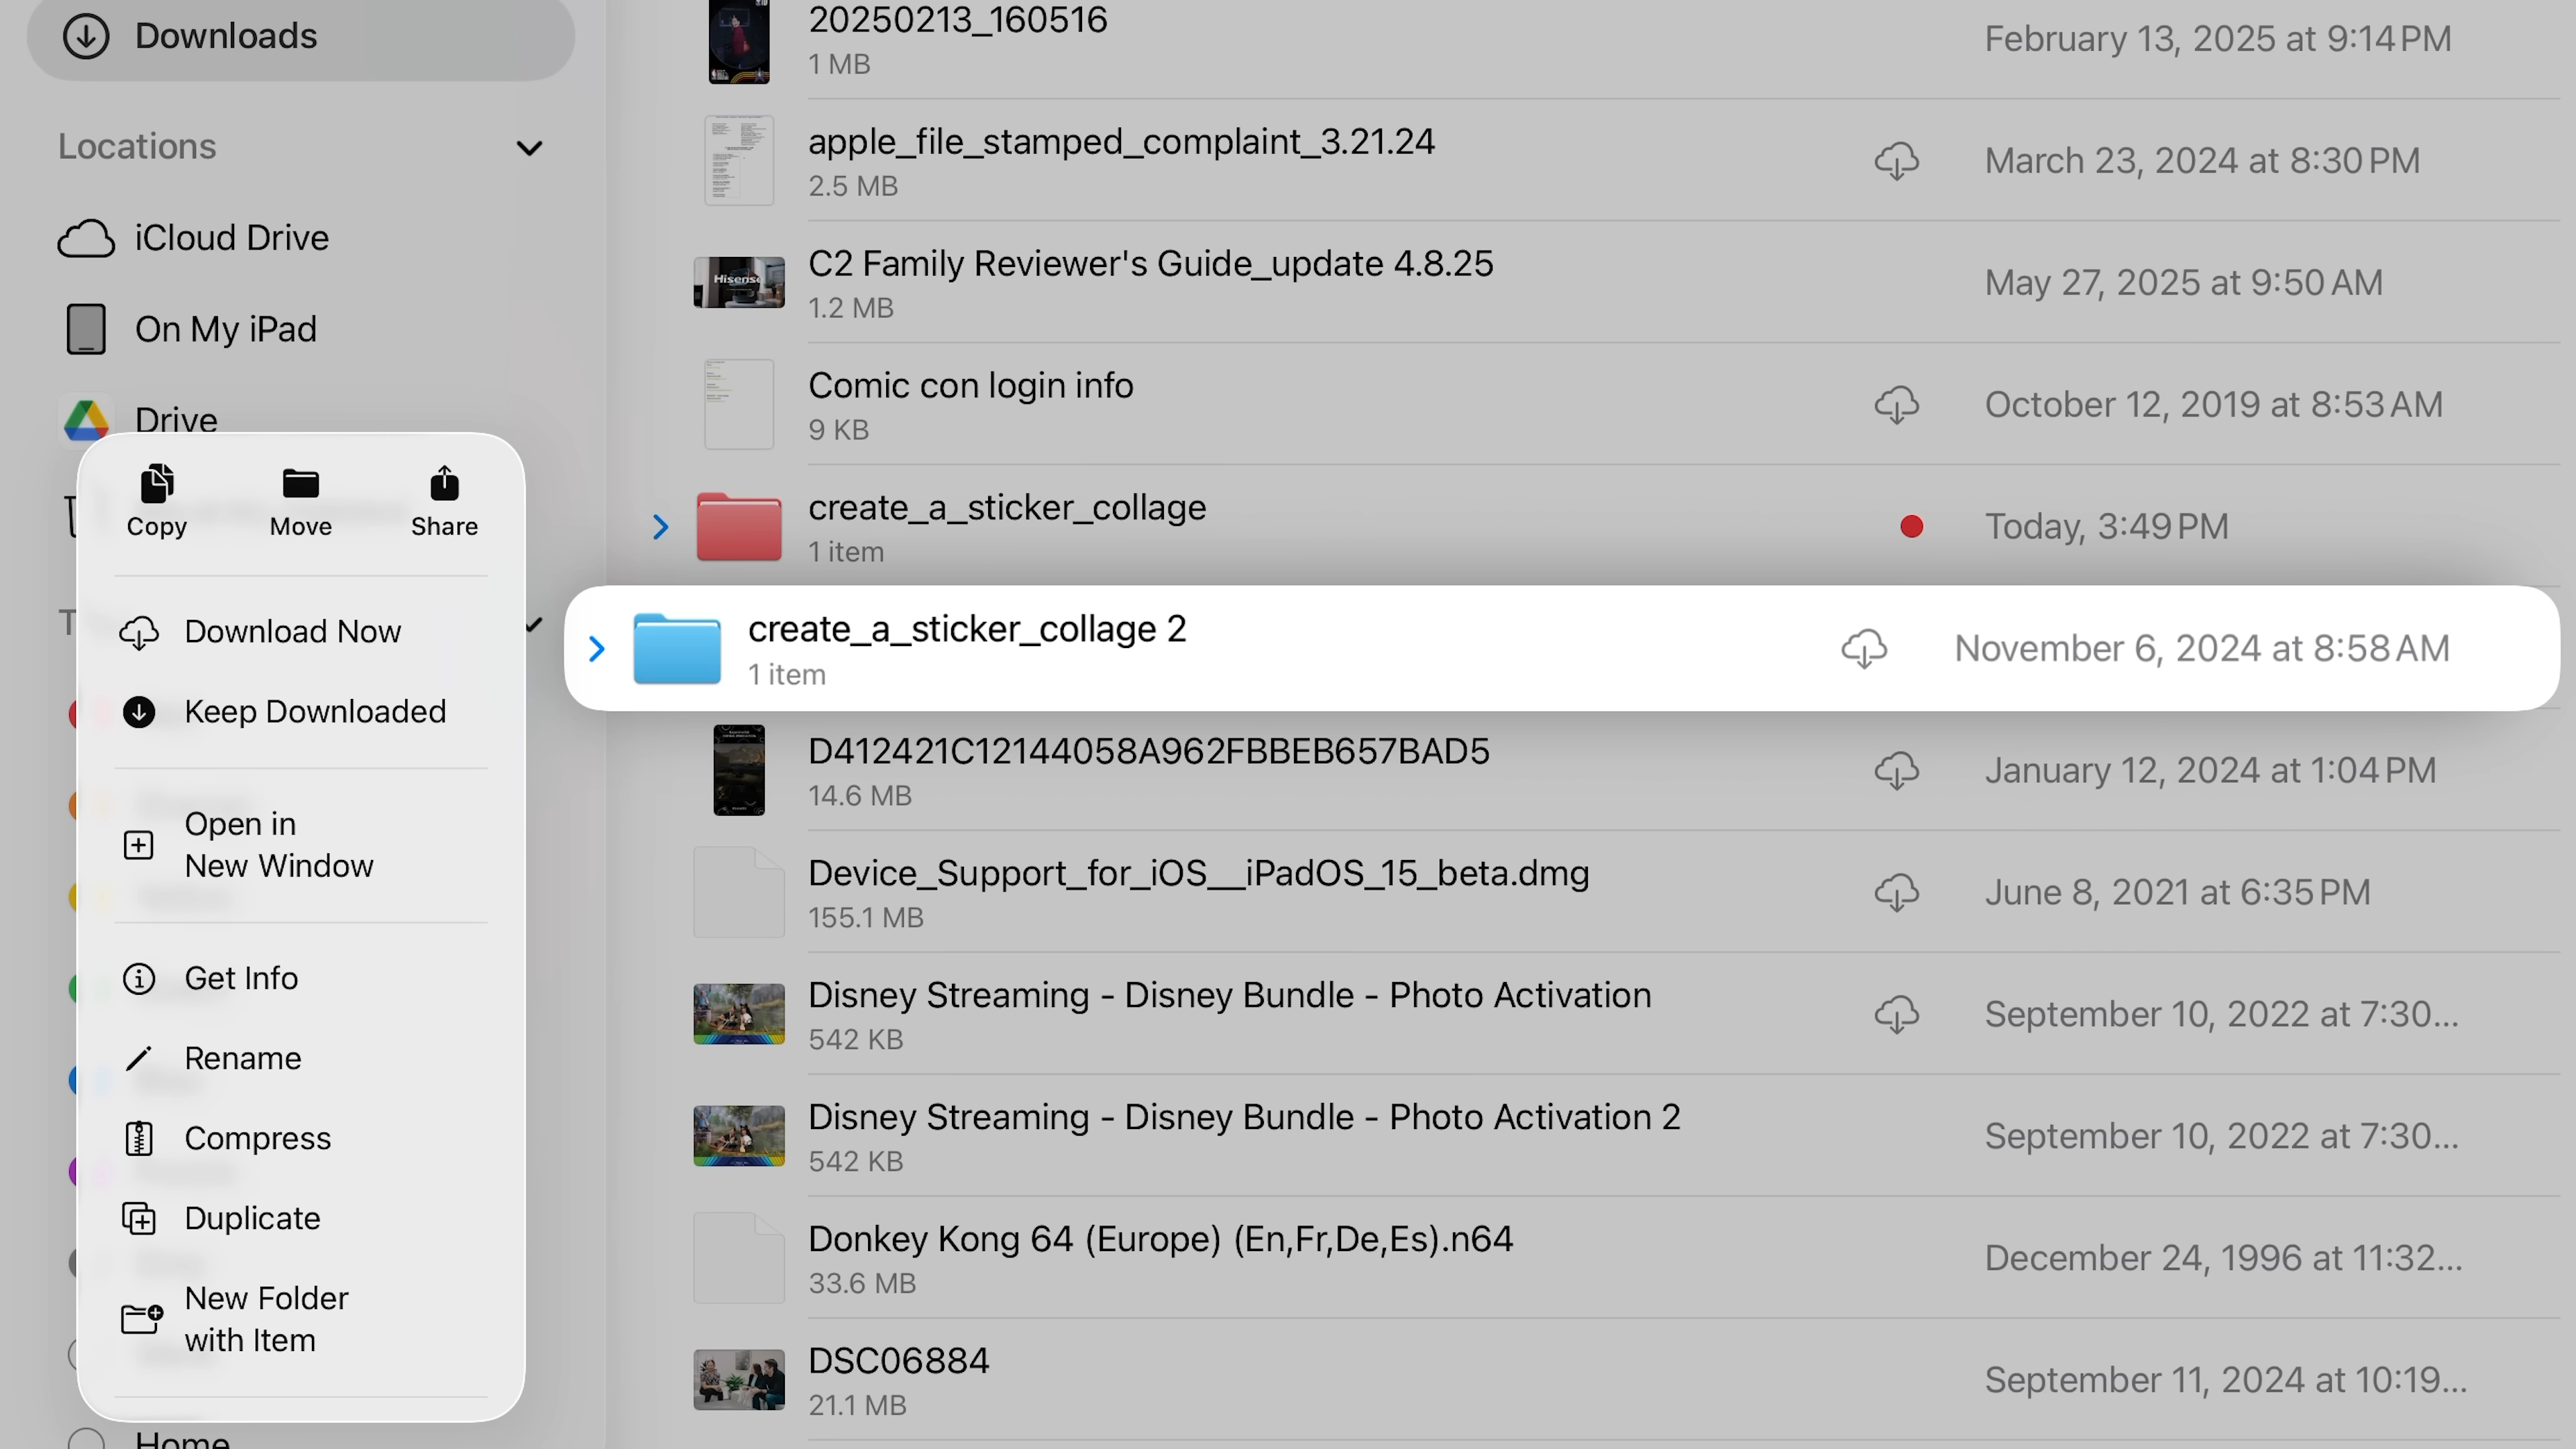 Downloads
Locations
iCloud Drive
On My iPad
Drive
Copy
Move
Share
Download Now
Keep Downloaded
Open in
New Window
Get Info
Rename
Compress
Duplicate
New Folder
with Item
Home
20250213_160516
1 MB
February 13, 2025 at 9:14 PM
apple_file_stamped_complaint_3.21.24
2.5 MB
March 23, 2024 at 8:30 PM
Hisense
C2 Family Reviewer's Guide_update 4.8.25
1.2 MB
May 27, 2025 at 9:50 AM
Comic con login info
9 KB
October 12, 2019 at 8:53 AM
create_a_sticker_collage
1 item
Today, 3:49 PM
create_a_sticker_collage 2
1 item
November 6, 2024 at 8:58 AM
D412421C12144058A962FBBEB657BAD5
14.6 MB
January 12, 2024 at 1:04 PM
Device_Support_for_iOS__iPadOS_15_beta.dmg
155.1 MB
June 8, 2021 at 6:35 PM
Disney Streaming - Disney Bundle - Photo Activation
542 KB
September 10, 2022 at 7:30...
Disney Streaming - Disney Bundle - Photo Activation 2
542 KB
September 10, 2022 at 7:30...
Donkey Kong 64 (Europe) (En,Fr,De,Es).n64
33.6 MB
December 24, 1996 at 11:32...
DSC06884
21.1 MB
September 11, 2024 at 10:19...